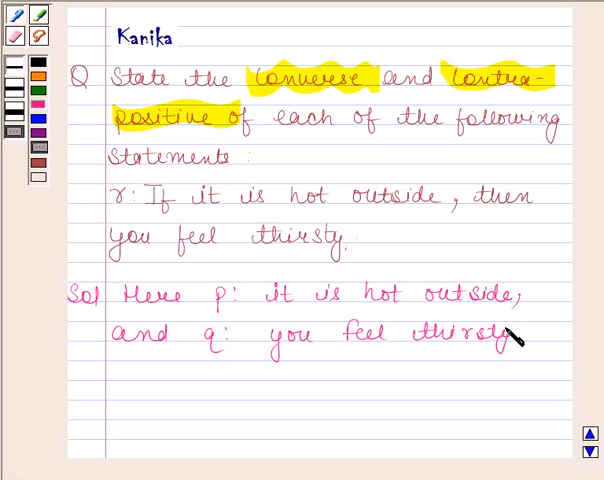 Kanika
Q State the converse and contra-
positive of each of the following
statements :
r : If it is hot outside, then
you feel thirsty.
Sol Here p : it is hot outside,
and q : you feel thirsty